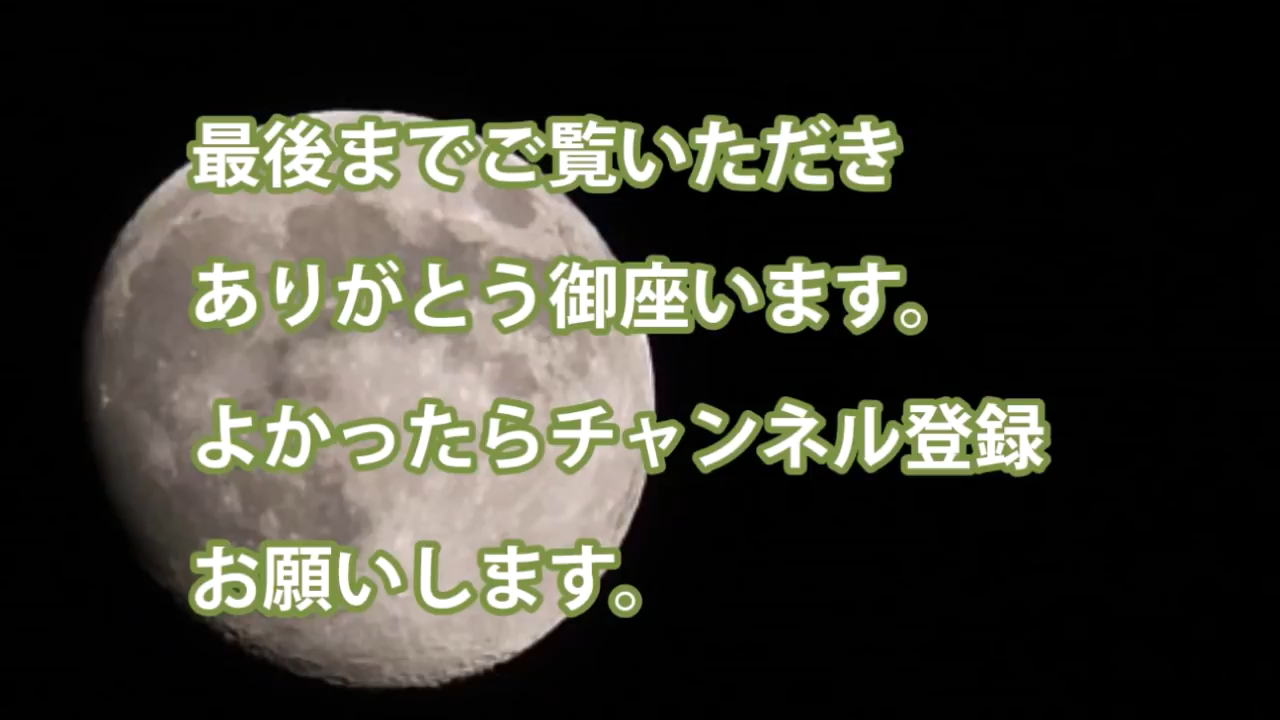 最後までご覧いただき
ありがとう御座います。
よかったらチャンネル登録
お願いします。